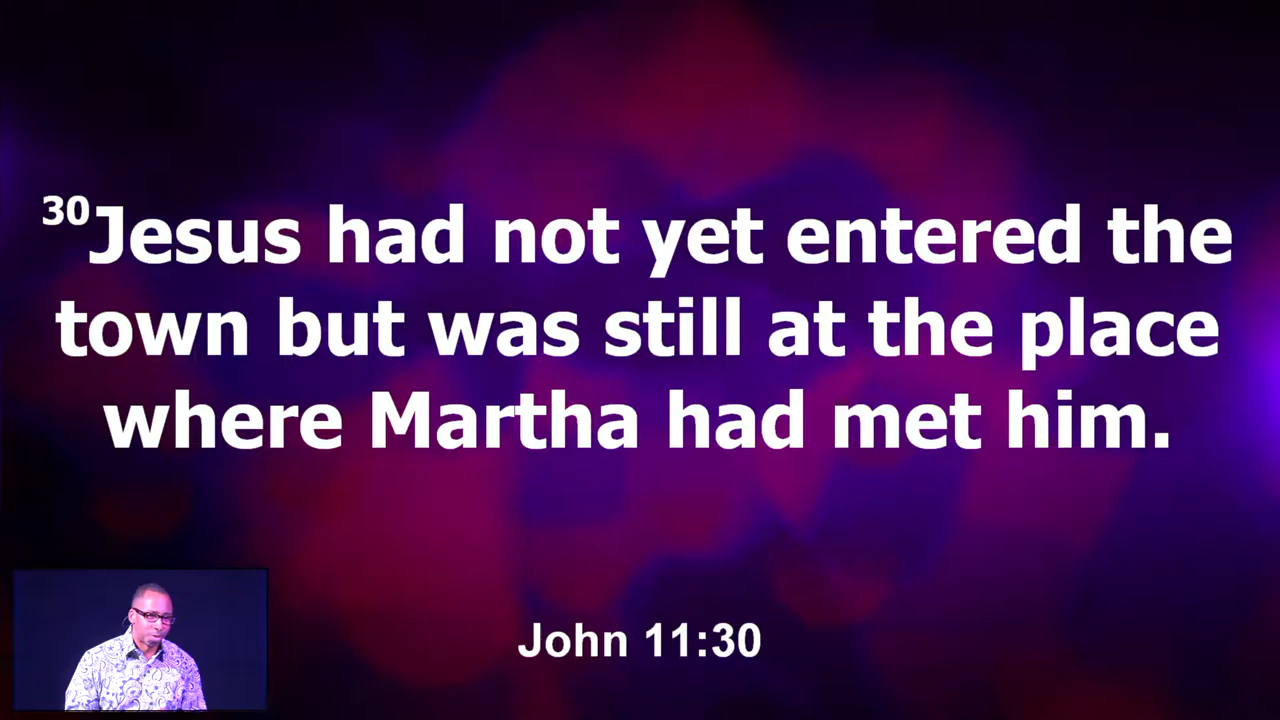 30Jesus had not yet entered the
town but was still at the place
where Martha had met him.
John 11:30